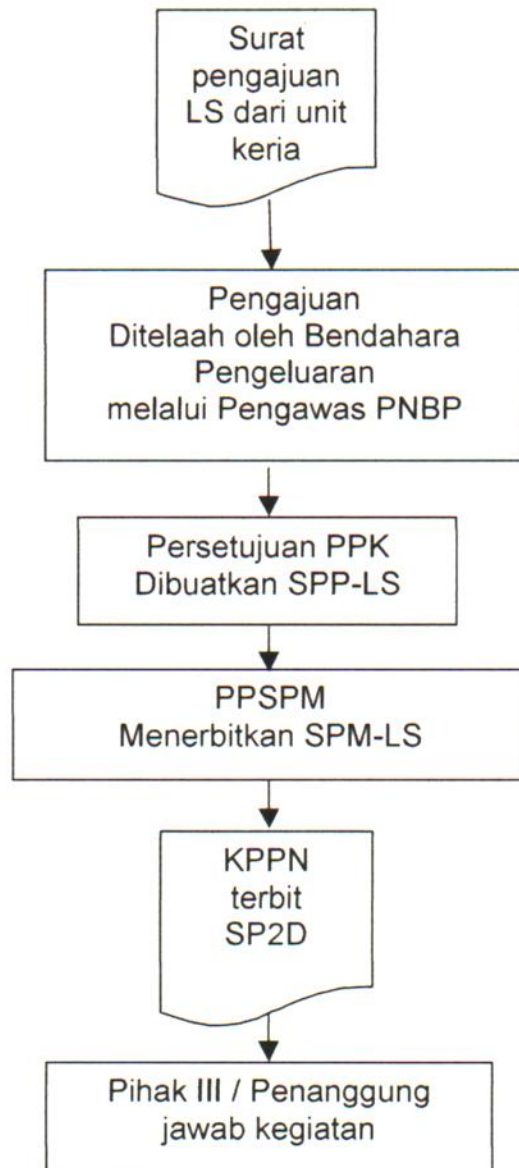 Surat
pengajuan
LS dari unit
kerja
Pengajuan
Ditelaah oleh Bendahara
Pengeluaran
melalui Pengawas PNBP
Persetujuan PPK
Dibuatkan SPP-LS
PPSPM
Menerbitkan SPM-LS
KPPN
terbit
SP2D
Pihak III / Penanggung
jawab kegiatan